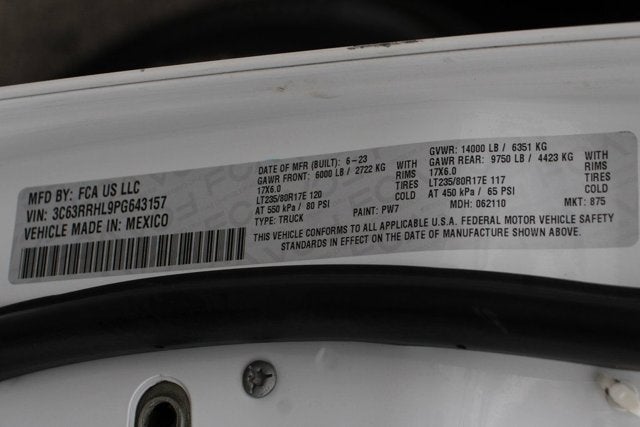 MFD BY: FCA US LLC
VIN: 3C63RRHL9PG643157
VEHICLE MADE IN: MEXICO
DATE OF MFR (BUILT): 6-23
GAWR FRONT: 6000 LB / 2722 KG WITH
17X6.0 RIMS
LT235/80R17E 120 TIRES
AT 550 kPa / 80 PSI COLD
TYPE: TRUCK PAINT: PW7
GVWR: 14000 LB / 6351 KG
GAWR REAR: 9750 LB / 4423 KG WITH
17X6.0 RIMS
LT235/80R17E 117 TIRES
AT 450 kPa / 65 PSI COLD
MDH: 062110 MKT: 875
THIS VEHICLE CONFORMS TO ALL APPLICABLE U.S.A. FEDERAL MOTOR VEHICLE SAFETY
STANDARDS IN EFFECT ON THE DATE OF MANUFACTURE SHOWN ABOVE.